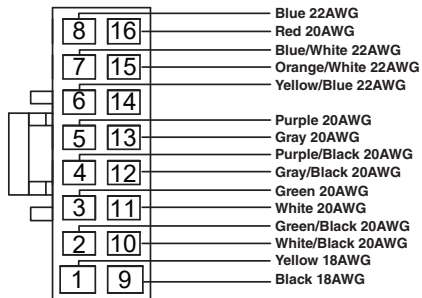 8 16 Blue 22AWG
Red 20AWG
7 15 Blue/White 22AWG
Orange/White 22AWG
6 14 Yellow/Blue 22AWG
5 13 Purple 20AWG
Gray 20AWG
4 12 Purple/Black 20AWG
Gray/Black 20AWG
3 11 Green 20AWG
White 20AWG
2 10 Green/Black 20AWG
White/Black 20AWG
1 9 Yellow 18AWG
Black 18AWG